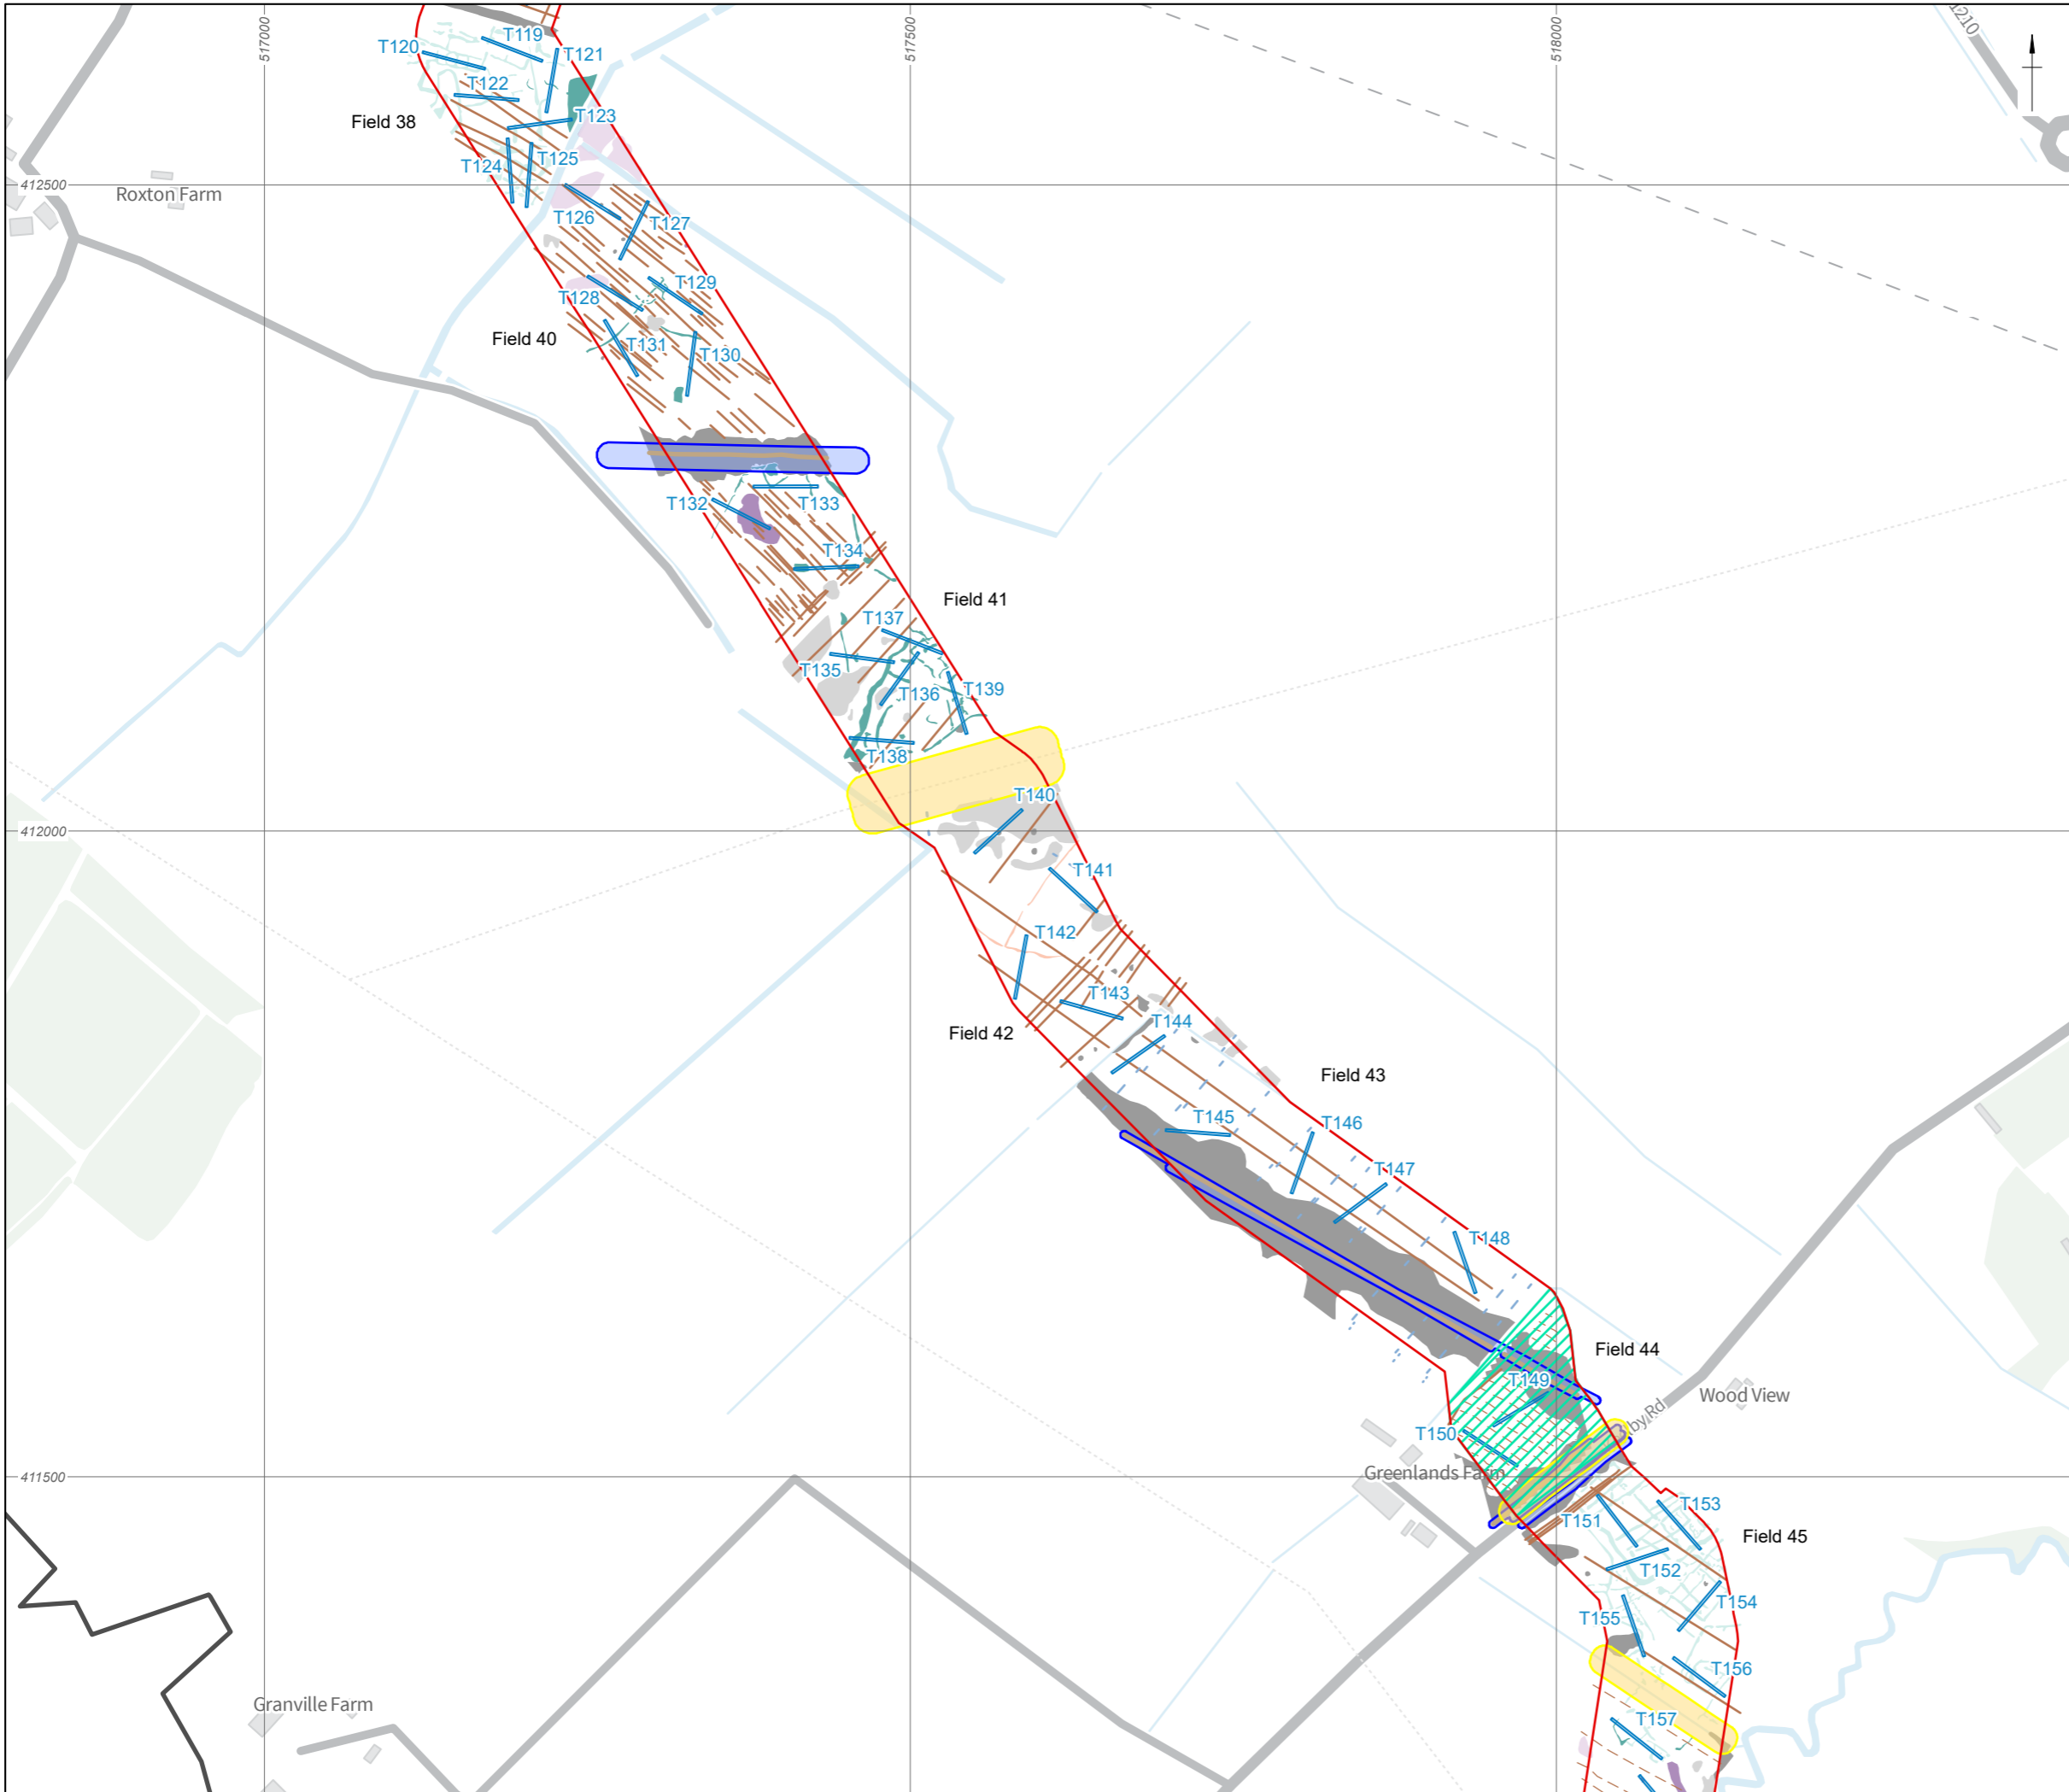 517000
517500
518000
1210
T119
T120
T121
T122
T123
Field 38
T124
T125
412500
Roxton Farm
T126
T127
T128
T129
Field 40
T131
T130
T132
T133
T134
Field 41
T137
T135
T136
T139
T138
T140
412000
T141
T142
T143
Field 42
T144
Field 43
T145
T146
T147
T148
Field 44
T149
Wood View
by Rd
T150
411500
Greenlands Farm
T153
T151
Field 45
T152
T154
T155
T156
Granville Farm
T157